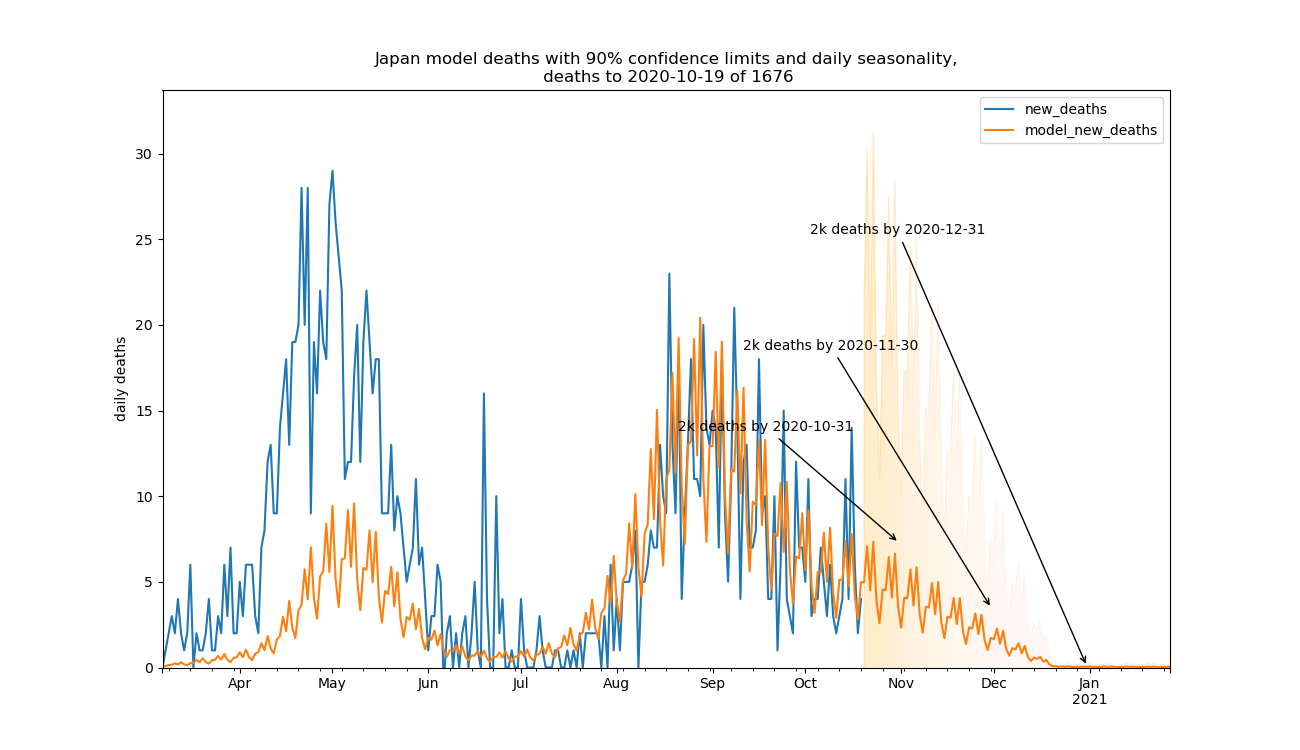 Japan model deaths with 90% confidence limits and daily seasonality,
deaths to 2020-10-19 of 1676
new_deaths
model_new_deaths
daily deaths
30
25
20
15
10
5
0
2k deaths by 2020-12-31
2k deaths by 2020-11-30
2k deaths by 2020-10-31
Apr May Jun Jul Aug Sep Oct Nov Dec Jan
2021